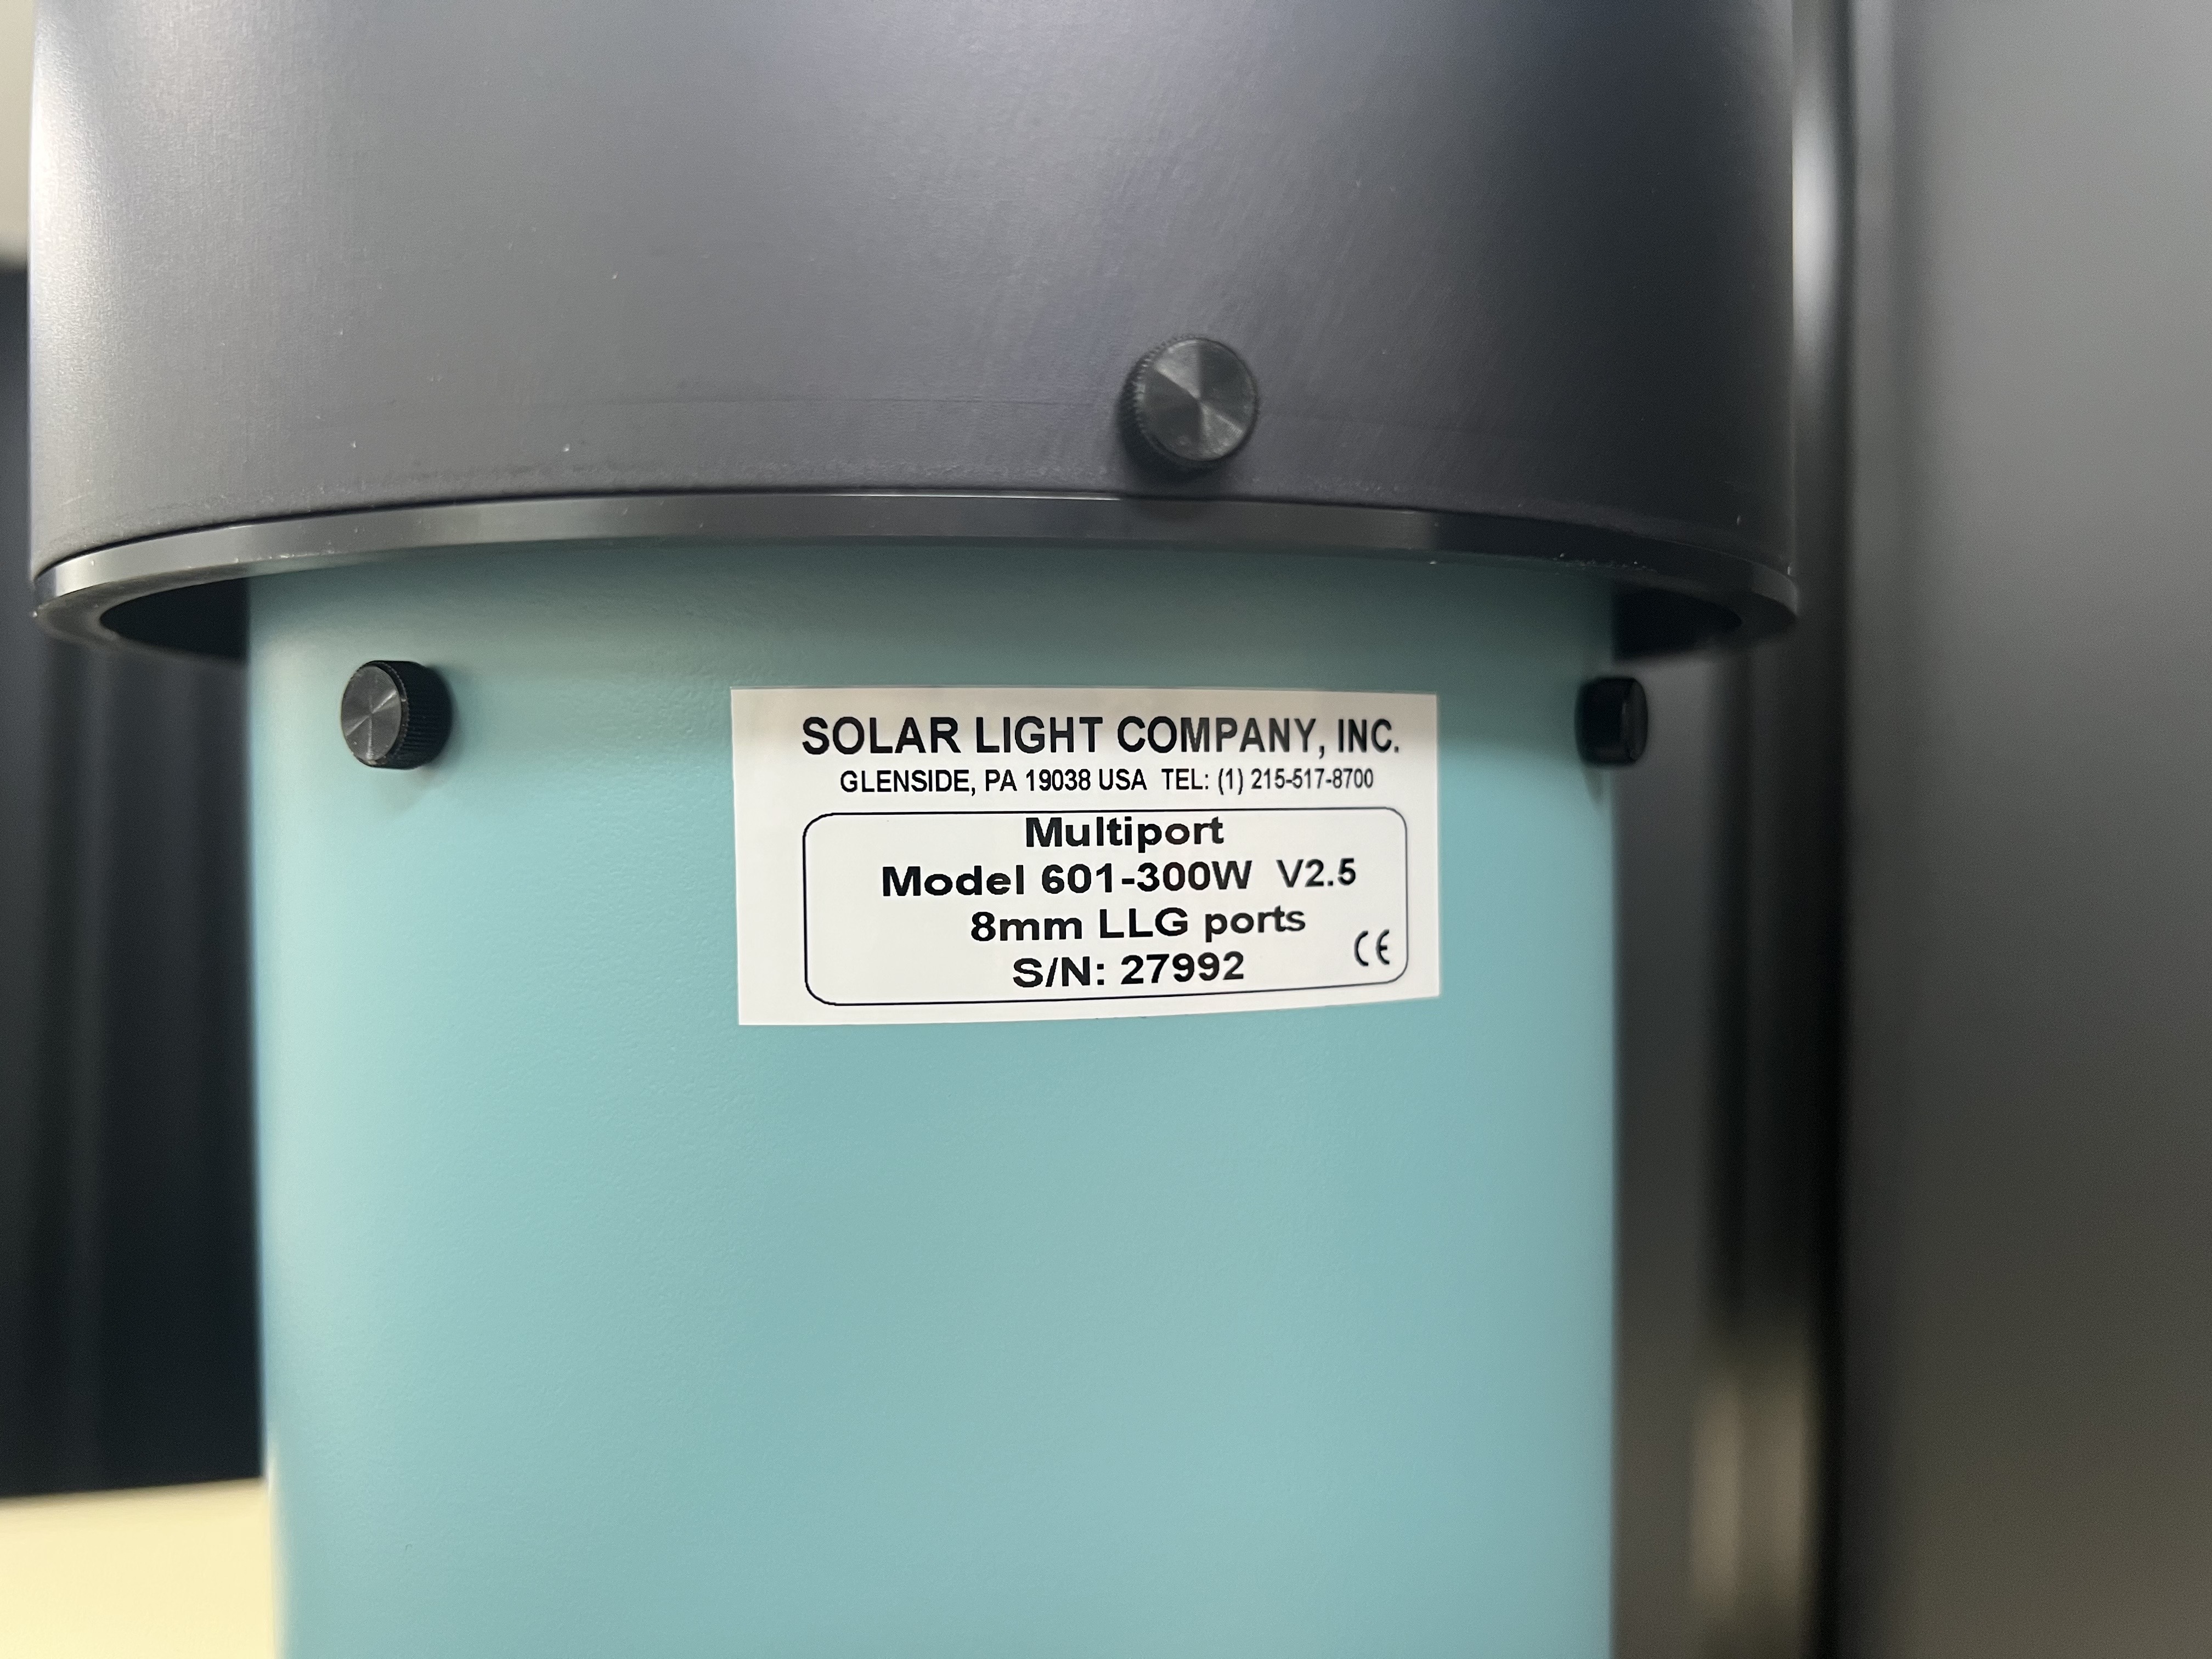 SOLAR LIGHT COMPANY, INC.
GLENSIDE, PA 19038 USA TEL: (1) 215-517-8700
Multiport
Model 601-300W V2.5
8mm LLG ports
S/N: 27992
CE